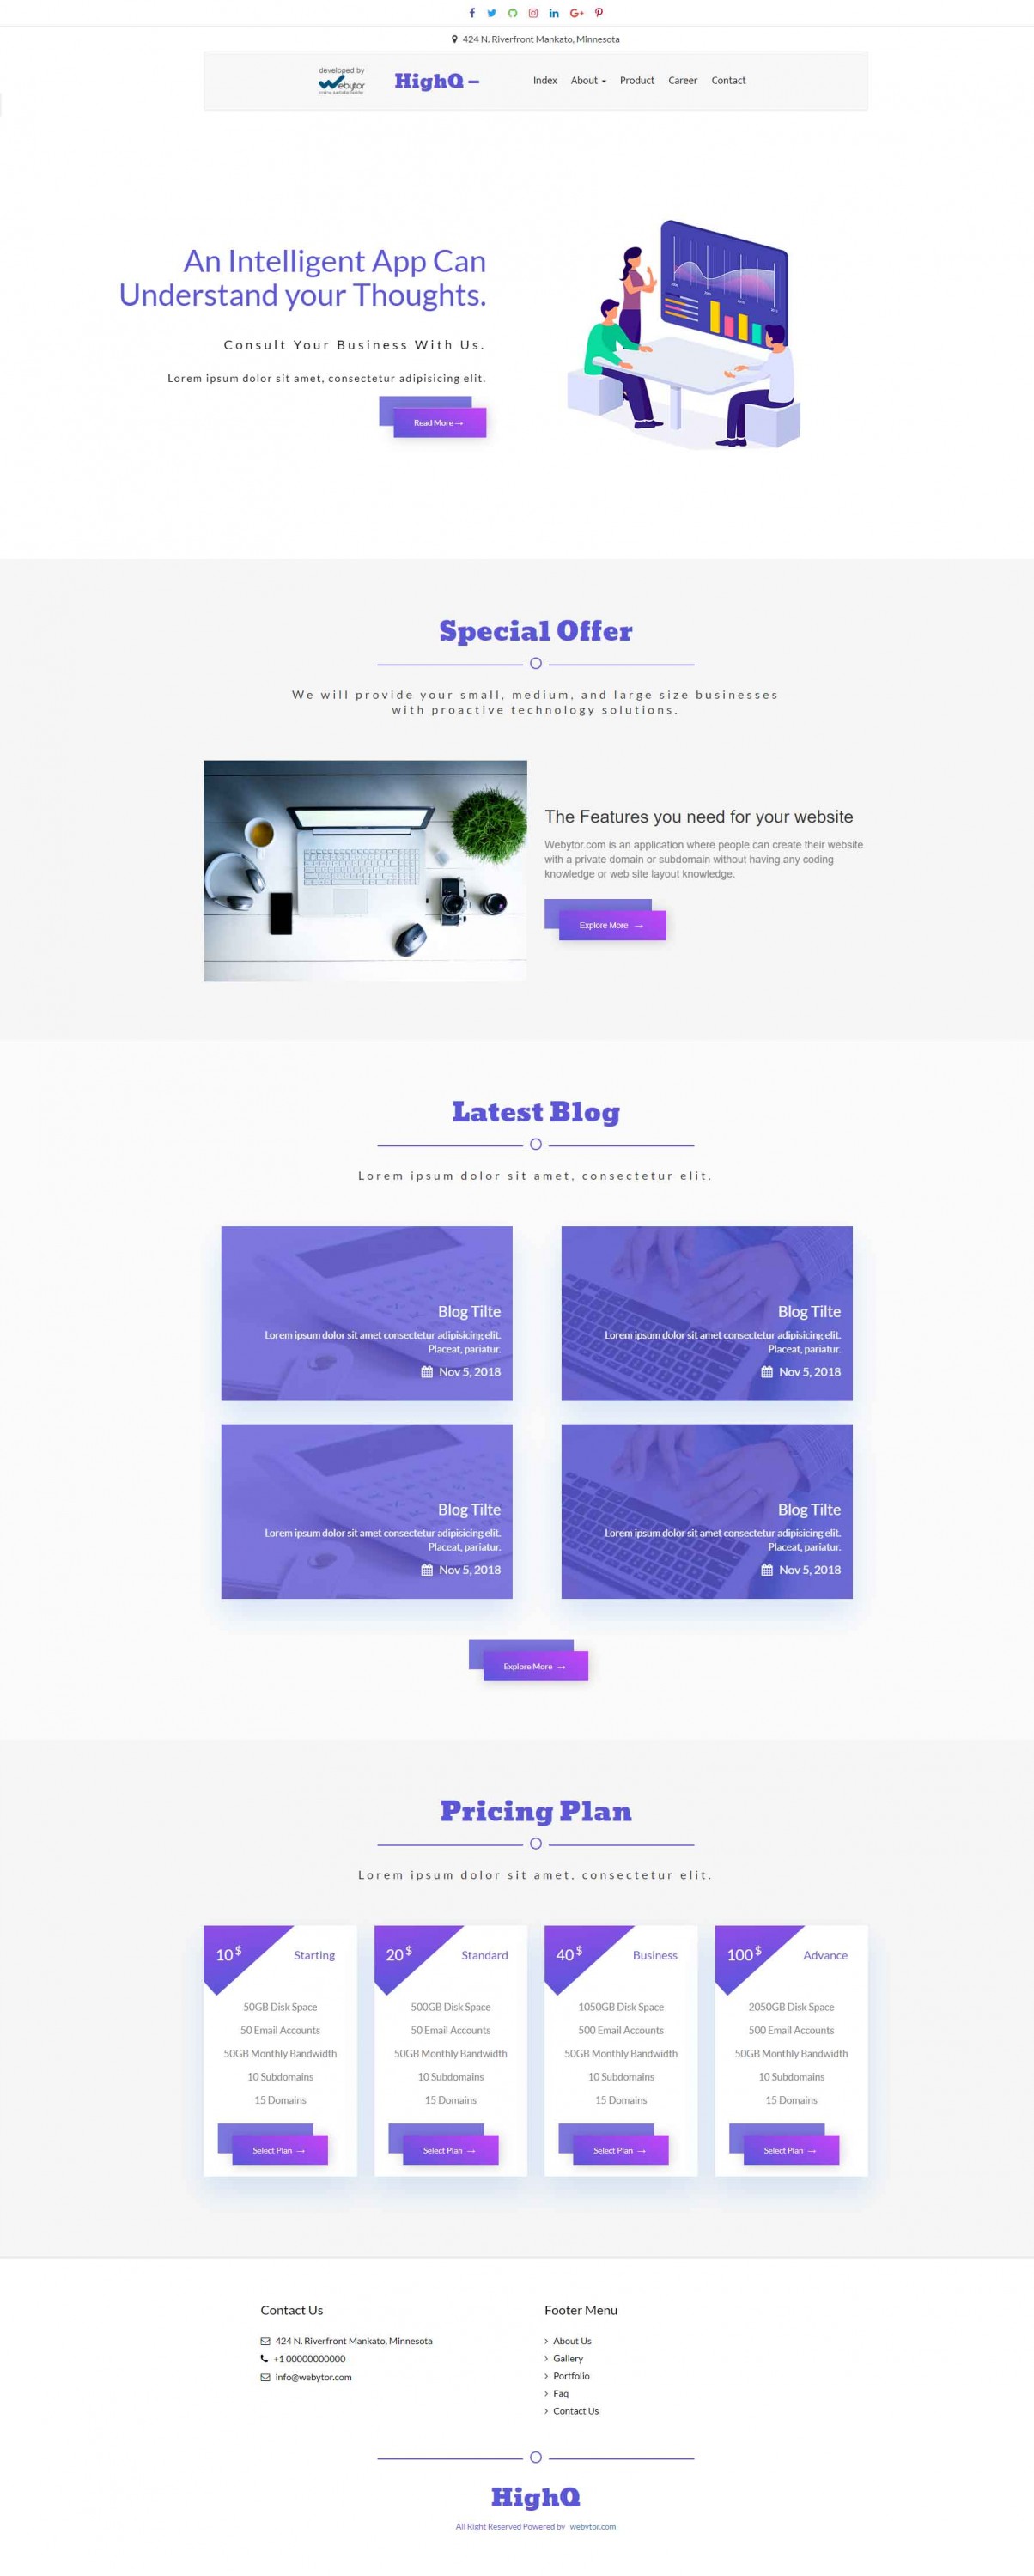 424 N. Riverfront Mankato, Minnesota
developed by
Webytor
HighQ –
Index About Product Career Contact
An Intelligent App Can
Understand your Thoughts.
Consult Your Business With Us.
Lorem ipsum dolor sit amet, consectetur adipisicing elit.
Read More →
Special Offer
We will provide your small, medium, and large size businesses
with proactive technology solutions.
The Features you need for your website
Webytor.com is an application where people can create their website
with a private domain or subdomain without having any coding
knowledge or web site layout knowledge.
Explore More →
Latest Blog
Lorem ipsum dolor sit amet, consectetur elit.
Blog Tilte
Lorem ipsum dolor sit amet consectetur adipisicing elit.
Placeat, pariatur.
Nov 5, 2018
Blog Tilte
Lorem ipsum dolor sit amet consectetur adipisicing elit.
Placeat, pariatur.
Nov 5, 2018
Blog Tilte
Lorem ipsum dolor sit amet consectetur adipisicing elit.
Placeat, pariatur.
Nov 5, 2018
Blog Tilte
Lorem ipsum dolor sit amet consectetur adipisicing elit.
Placeat, pariatur.
Nov 5, 2018
Explore More →
Pricing Plan
Lorem ipsum dolor sit amet, consectetur elit.
10$ Starting
50GB Disk Space
50 Email Accounts
50GB Monthly Bandwidth
10 Subdomains
15 Domains
Select Plan →
20$ Standard
500GB Disk Space
50 Email Accounts
50GB Monthly Bandwidth
10 Subdomains
15 Domains
Select Plan →
40$ Business
1050GB Disk Space
500 Email Accounts
50GB Monthly Bandwidth
10 Subdomains
15 Domains
Select Plan →
100$ Advance
2050GB Disk Space
500 Email Accounts
50GB Monthly Bandwidth
10 Subdomains
15 Domains
Select Plan →
Contact Us
424 N. Riverfront Mankato, Minnesota
+1 00000000000
info@webytor.com
Footer Menu
> About Us
> Gallery
> Portfolio
> Faq
> Contact Us
HighQ
All Right Reserved Powered by webytor.com